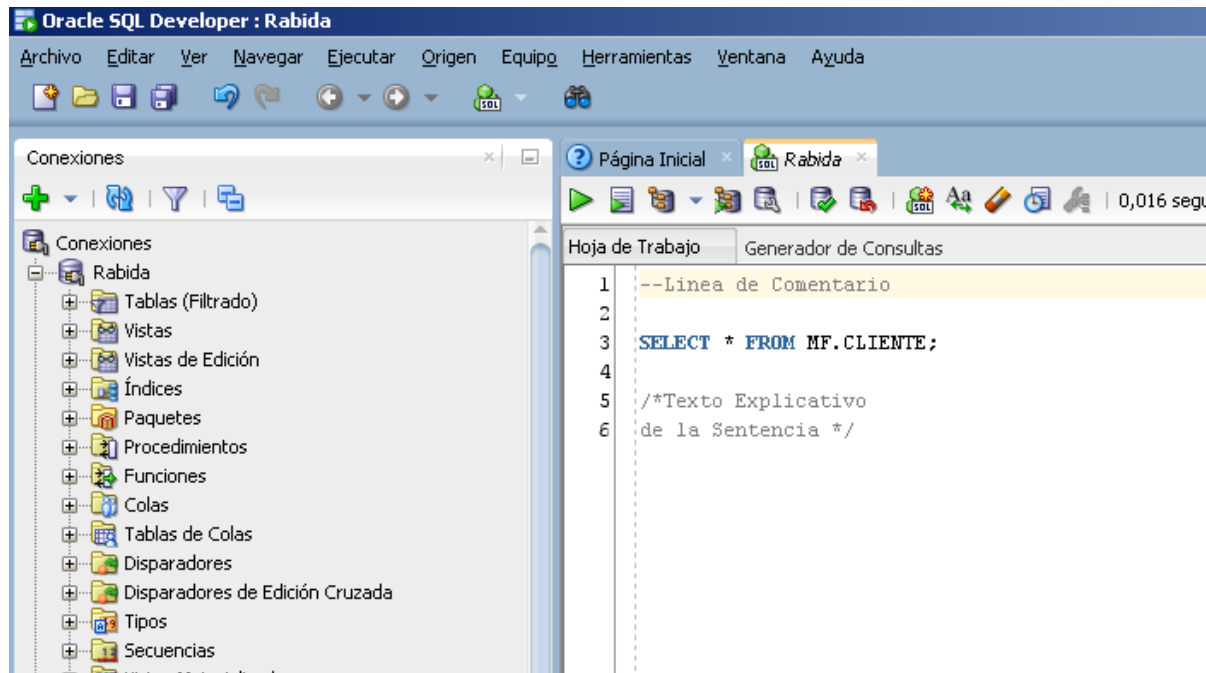 Oracle SQL Developer : Rabida
Archivo Editar Ver Navegar Ejecutar Origen Equipo Herramientas Ventana Ayuda
Conexiones
Conexiones
Rabida
Tablas (Filtrado)
Vistas
Vistas de Edición
Índices
Paquetes
Procedimientos
Funciones
Colas
Tablas de Colas
Disparadores
Disparadores de Edición Cruzada
Tipos
Secuencias
Página Inicial Rabida
0,016 segu
Hoja de Trabajo Generador de Consultas
1 --Linea de Comentario
2
3 SELECT * FROM MF.CLIENTE;
4
5 /*Texto Explicativo
6 de la Sentencia */